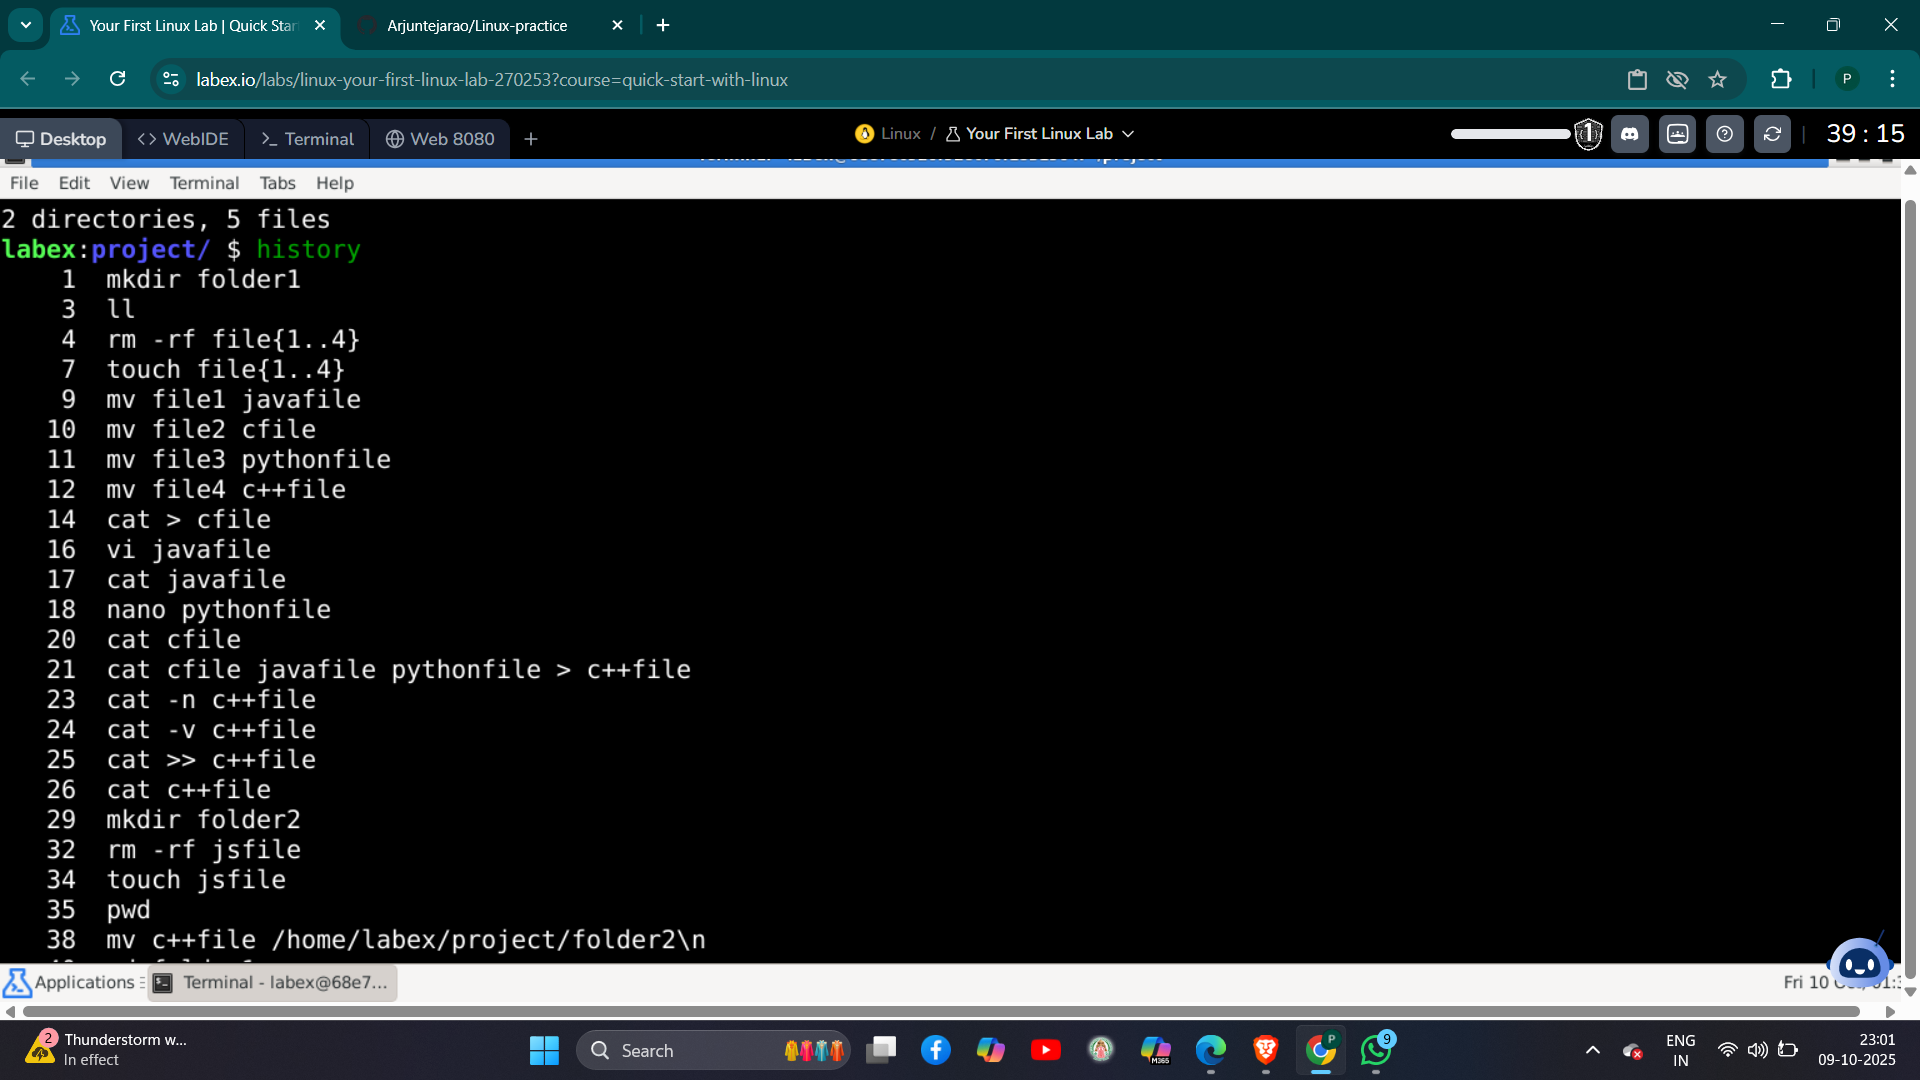 Your First Linux Lab | Quick Star
Arjuntejarao/Linux-practice
labex.io/labs/linux-your-first-linux-lab-270253?course=quick-start-with-linux
P
Desktop
WebIDE
Terminal
Web 8080
Linux / Your First Linux Lab
1
39 : 15
File Edit View Terminal Tabs Help
2 directories, 5 files
labex:project/ $ history
1 mkdir folder1
3 ll
4 rm -rf file{1..4}
7 touch file{1..4}
9 mv file1 javafile
10 mv file2 cfile
11 mv file3 pythonfile
12 mv file4 c++file
14 cat > cfile
16 vi javafile
17 cat javafile
18 nano pythonfile
20 cat cfile
21 cat cfile javafile pythonfile > c++file
23 cat -n c++file
24 cat -v c++file
25 cat >> c++file
26 cat c++file
29 mkdir folder2
32 rm -rf jsfile
34 touch jsfile
35 pwd
38 mv c++file /home/labex/project/folder2\n
Applications
Terminal - labex@68e7...
Fri 10
2
Thunderstorm w...
In effect
Search
M365
P
9
ENG
IN
23:01
09-10-2025